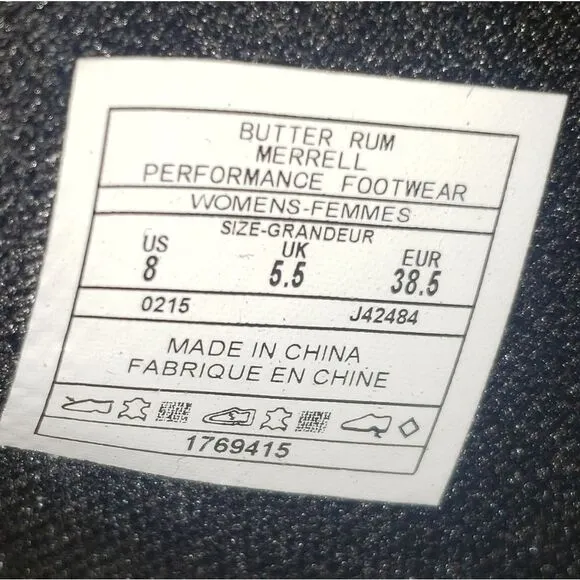 BUTTER RUM
MERRELL
PERFORMANCE FOOTWEAR
WOMENS-FEMMES
SIZE-GRANDEUR
US UK EUR
8 5.5 38.5
0215 J42484
MADE IN CHINA
FABRIQUE EN CHINE
1769415